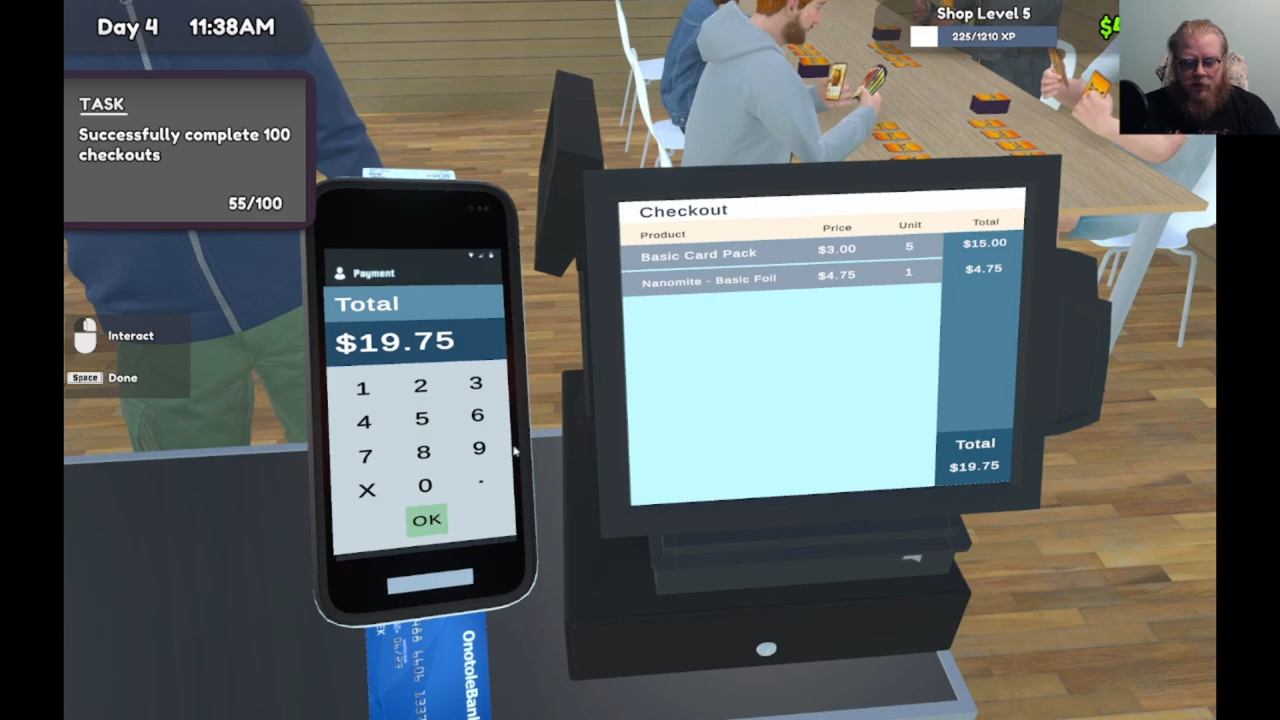 Day 4 11:38AM
Shop Level 5
225/1210 XP
TASK
Successfully complete 100
checkouts
55/100
Interact
Space Done
Payment
Total
$19.75
1 2 3
4 5 6
7 8 9
X 0 .
OK
OnotoleBank
Checkout
Product Price Unit Total
Basic Card Pack $3.00 5 $15.00
Nanomite - Basic Foil $4.75 1 $4.75
Total
$19.75